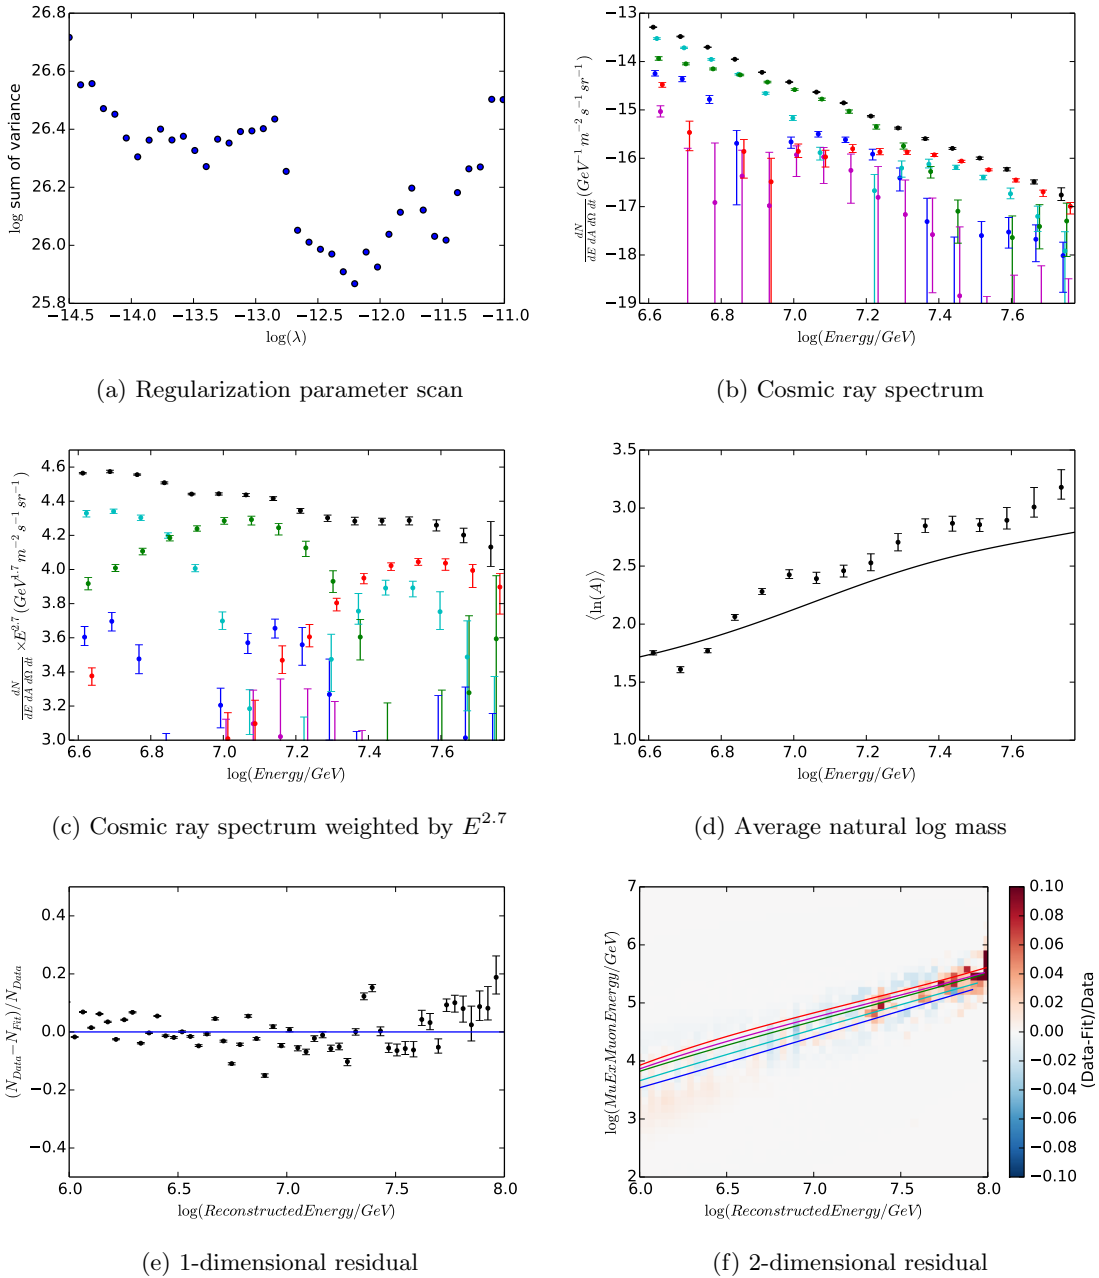 26.8
26.6
26.4
26.2
26.0
25.8
log sum of variance
−14.5 −14.0 −13.5 −13.0 −12.5 −12.0 −11.5 −11.0
log(λ)
(a) Regularization parameter scan
−13
−14
−15
−16
−17
−18
−19
dN/dE dA dΩ dt (GeV⁻¹ m⁻² s⁻¹ sr⁻¹)
6.6 6.8 7.0 7.2 7.4 7.6
log(Energy/GeV)
(b) Cosmic ray spectrum
4.6
4.4
4.2
4.0
3.8
3.6
3.4
3.2
3.0
dN/dE dA dΩ dt ×E²·⁷ (GeV¹·⁷ m⁻² s⁻¹ sr⁻¹)
6.6 6.8 7.0 7.2 7.4 7.6
log(Energy/GeV)
(c) Cosmic ray spectrum weighted by E²·⁷
3.5
3.0
2.5
2.0
1.5
1.0
⟨ln(A)⟩
6.6 6.8 7.0 7.2 7.4 7.6
log(Energy/GeV)
(d) Average natural log mass
0.4
0.2
0.0
−0.2
−0.4
(N_Data−N_Fit)/N_Data
6.0 6.5 7.0 7.5 8.0
log(ReconstructedEnergy/GeV)
(e) 1-dimensional residual
7
6
5
4
3
2
log(MuExMuonEnergy/GeV)
6.0 6.5 7.0 7.5 8.0
log(ReconstructedEnergy/GeV)
0.10
0.08
0.06
0.04
0.02
0.00
−0.02
−0.04
−0.06
−0.08
−0.10
(Data-Fit)/Data
(f) 2-dimensional residual